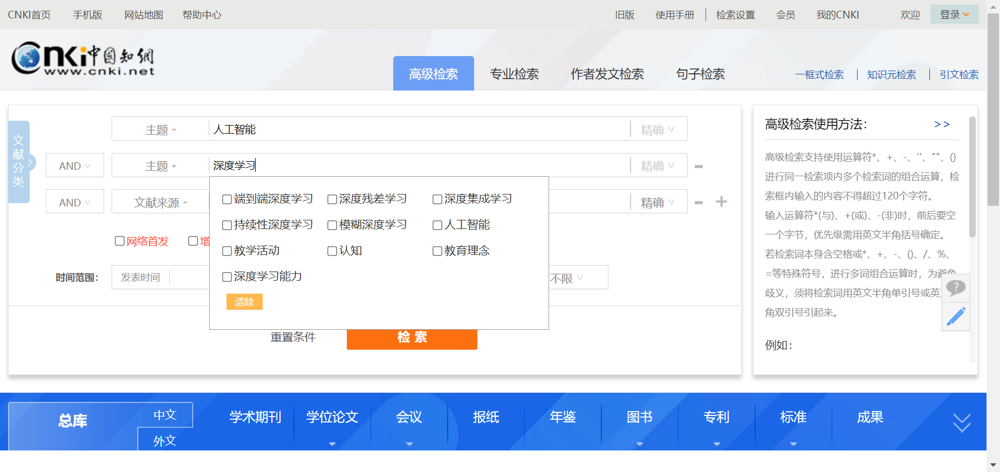 CNKI首页 手机版 网站地图 帮助中心 旧版 使用手册 检索设置 会员 我的CNKI 欢迎 登录
Cnki中国知网
www.cnki.net
高级检索 专业检索 作者发文检索 句子检索 一框式检索 知识元检索 引文检索
文献分类
主题 人工智能 精确
AND 主题 深度学习 精确
端到端深度学习 深度残差学习 深度集成学习
持续性深度学习 模糊深度学习 人工智能
教学活动 认知 教育理念
深度学习能力
清除
AND 文献来源 精确
网络首发 增
时间范围： 发表时间 不限
重置条件 检索
高级检索使用方法： >>
高级检索支持使用运算符*、+、-、''、""、()
进行同一检索项内多个检索词的组合运算，检
索框内输入的内容不得超过120个字符。
输入运算符*(与)、+(或)、-(非)时，前后要空
一个字节，优先级需用英文半角括号确定。
若检索词本身含空格或*、+、-、()、/、%、
=等特殊符号，进行多词组合运算时，为避免
歧义，须将检索词用英文半角单引号或英文
角双引号引起来。
例如：
总库 中文 外文 学术期刊 学位论文 会议 报纸 年鉴 图书 专利 标准 成果